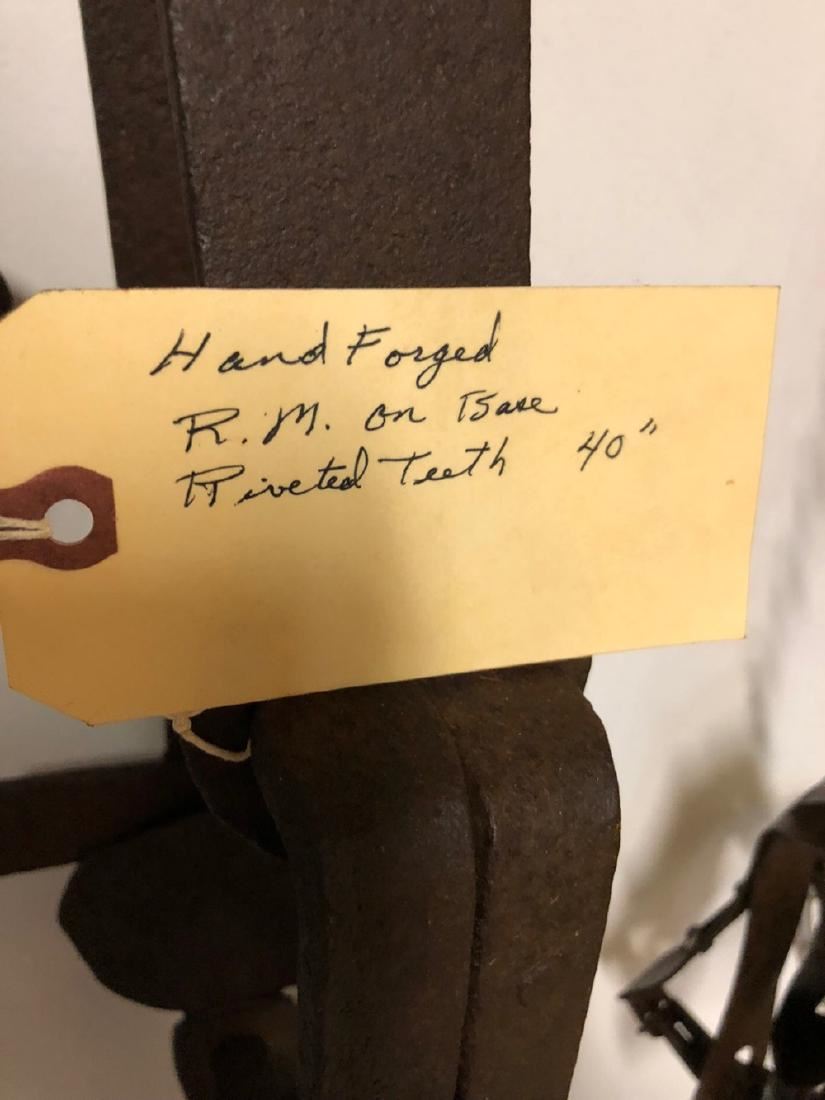 Hand Forged
R.M. on Base
Riveted Teeth 40"